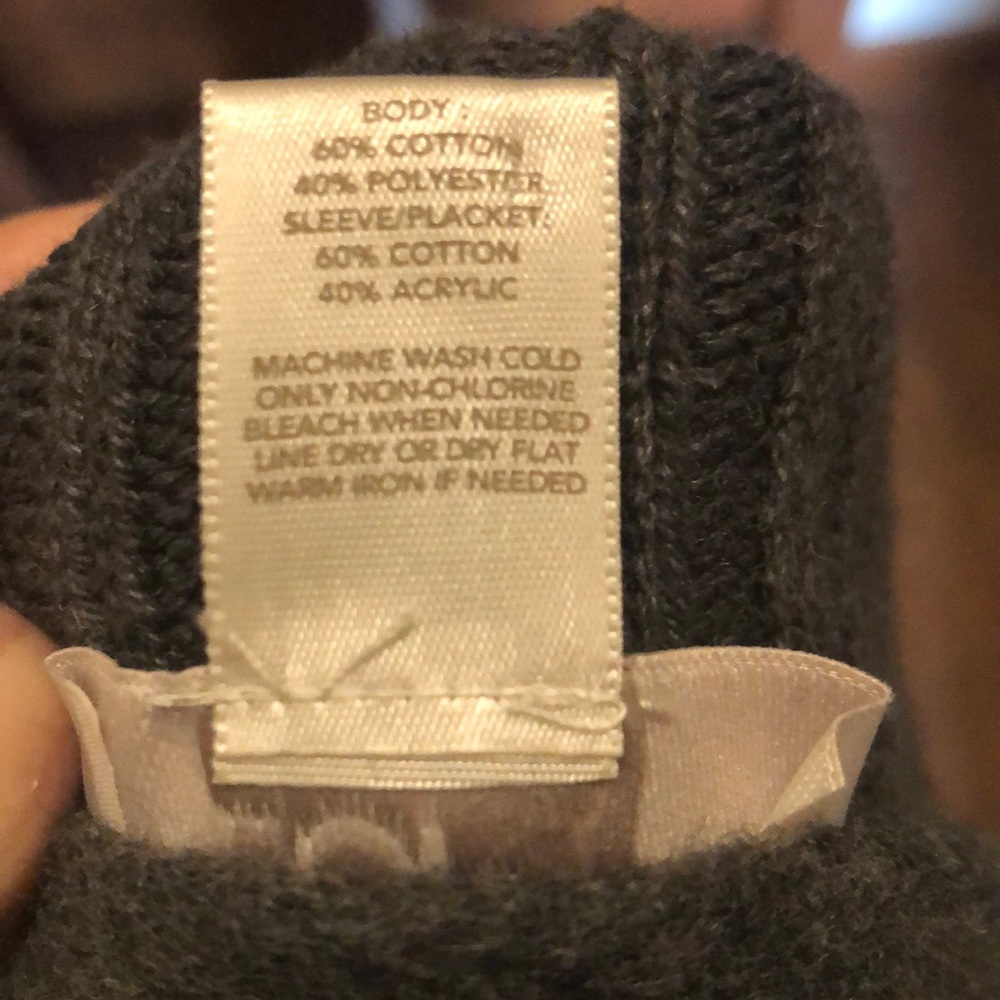 BODY :
60% COTTON
40% POLYESTER
SLEEVE/PLACKET:
60% COTTON
40% ACRYLIC
MACHINE WASH COLD
ONLY NON-CHLORINE
BLEACH WHEN NEEDED
LINE DRY OR DRY FLAT
WARM IRON IF NEEDED